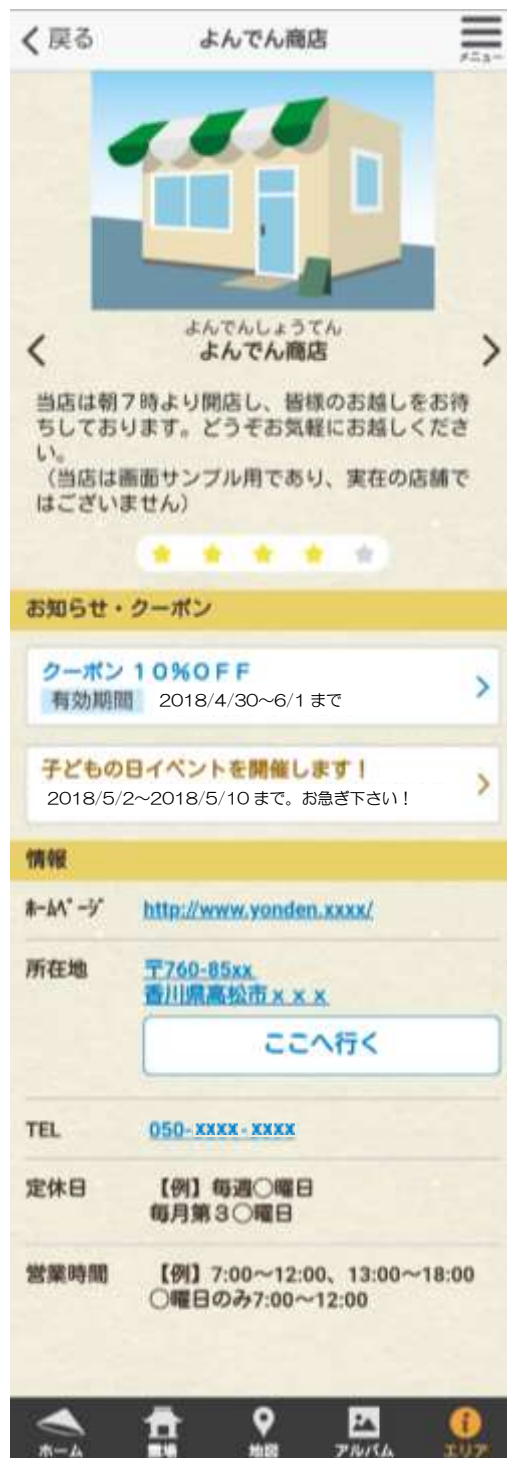 戻る
よんでん商店
メニュー
よんでんしょうてん
よんでん商店
当店は朝7時より開店し、皆様のお越しをお待
ちしております。どうぞお気軽にお越しくださ
い。
(当店は画面サンプル用であり、実在の店舗で
はございません)
お知らせ・クーポン
クーポン 10%OFF
有効期間 2018/4/30~6/1まで
子どもの日イベントを開催します!
2018/5/2~2018/5/10まで。お急ぎ下さい!
情報
ホームページ http://www.yonden.xxxx/
所在地 〒760-85xx
香川県高松市xxx
ここへ行く
TEL 050-xxxx-xxxx
定休日 【例】毎週○曜日
毎月第3○曜日
営業時間 【例】7:00~12:00、13:00~18:00
○曜日のみ7:00~12:00
ホーム
地図
アルバム
エリア